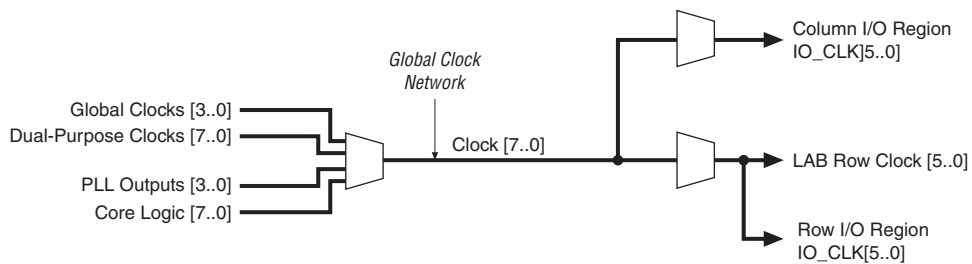 Column I/O Region
IO_CLK]5..0]
Global Clock
Network
Global Clocks [3..0]
Dual-Purpose Clocks [7..0]
Clock [7..0]
LAB Row Clock [5..0]
PLL Outputs [3..0]
Core Logic [7..0]
Row I/O Region
IO_CLK[5..0]